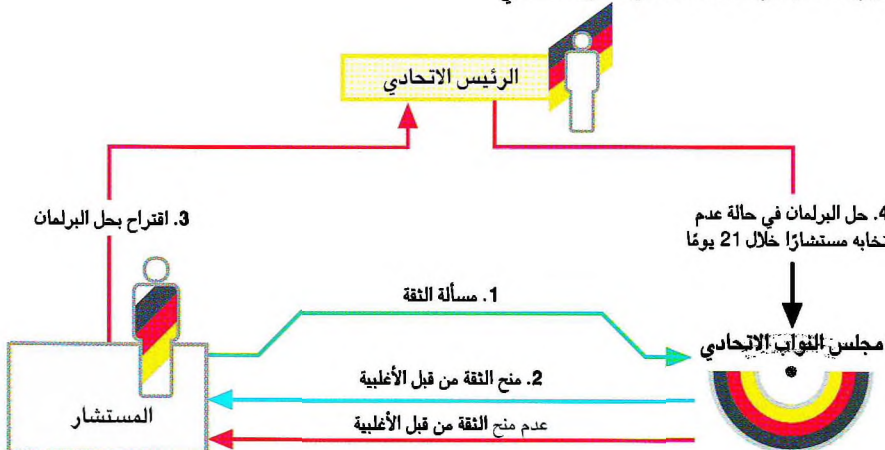 الرئيس الاتحادي
3. اقتراح بحل البرلمان
4. حل البرلمان في حالة عدم
مستشارًا خلال 21 يومًا
1. مسألة الثقة
مجلس النواب الاتحادي
2. منح الثقة من قبل الأغلبية
المستشار
عدم منح الثقة من قبل الأغلبية